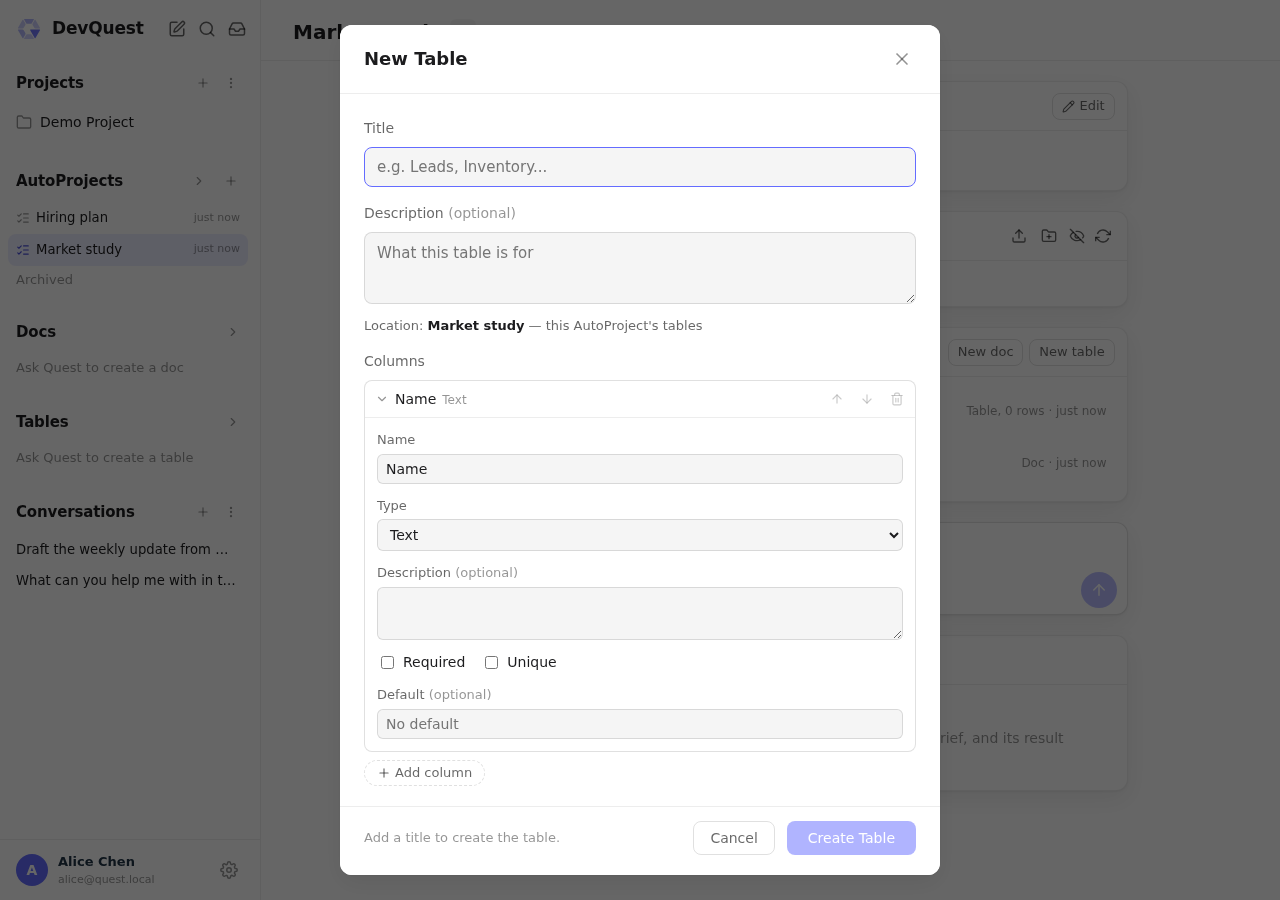 DevQuest
Projects
Demo Project
AutoProjects
Hiring plan just now
Market study just now
Archived
Docs
Ask Quest to create a doc
Tables
Ask Quest to create a table
Conversations
Draft the weekly update from ...
What can you help me with in t...
A
Alice Chen
alice@quest.local
Edit
New doc New table
Table, 0 rows · just now
Doc · just now
and its result
New Table
Title
e.g. Leads, Inventory...
Description (optional)
What this table is for
Location: Market study — this AutoProject's tables
Columns
Name Text
Name
Name
Type
Text
Description (optional)
Required Unique
Default (optional)
No default
Add column
Add a title to create the table.
Cancel Create Table